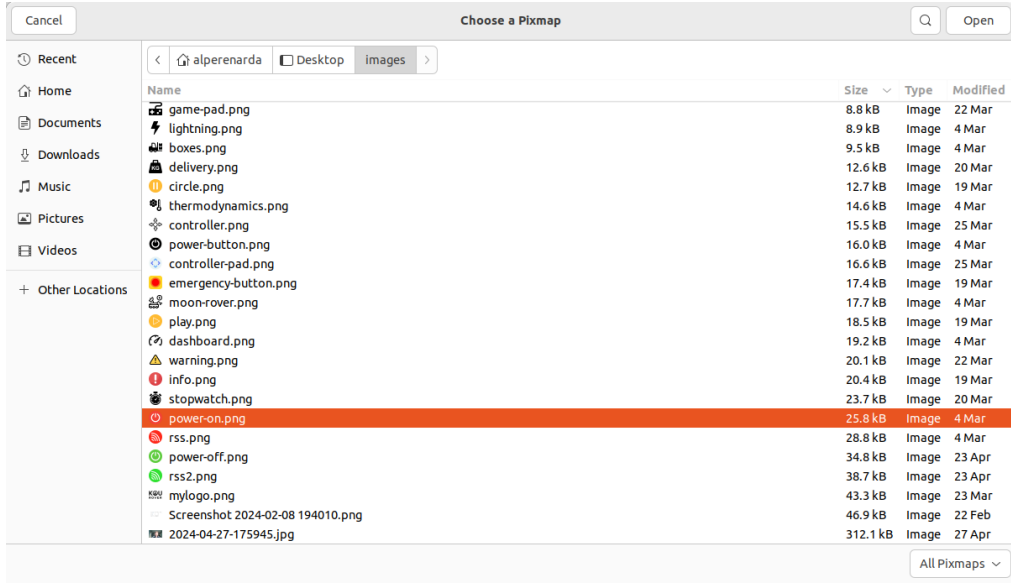 Cancel Choose a Pixmap Open
Recent
Home
Documents
Downloads
Music
Pictures
Videos
+ Other Locations
alperenarda Desktop images
Name Size Type Modified
game-pad.png 8.8 kB Image 22 Mar
lightning.png 8.9 kB Image 4 Mar
boxes.png 9.5 kB Image 4 Mar
delivery.png 12.6 kB Image 20 Mar
circle.png 12.7 kB Image 19 Mar
thermodynamics.png 14.6 kB Image 4 Mar
controller.png 15.5 kB Image 25 Mar
power-button.png 16.0 kB Image 4 Mar
controller-pad.png 16.6 kB Image 25 Mar
emergency-button.png 17.4 kB Image 19 Mar
moon-rover.png 17.7 kB Image 4 Mar
play.png 18.5 kB Image 19 Mar
dashboard.png 19.2 kB Image 4 Mar
warning.png 20.1 kB Image 22 Mar
info.png 20.4 kB Image 19 Mar
stopwatch.png 23.7 kB Image 20 Mar
power-on.png 25.8 kB Image 4 Mar
rss.png 28.8 kB Image 4 Mar
power-off.png 34.8 kB Image 23 Apr
rss2.png 38.7 kB Image 23 Apr
mylogo.png 43.3 kB Image 23 Mar
Screenshot 2024-02-08 194010.png 46.9 kB Image 22 Feb
2024-04-27-175945.jpg 312.1 kB Image 27 Apr
All Pixmaps